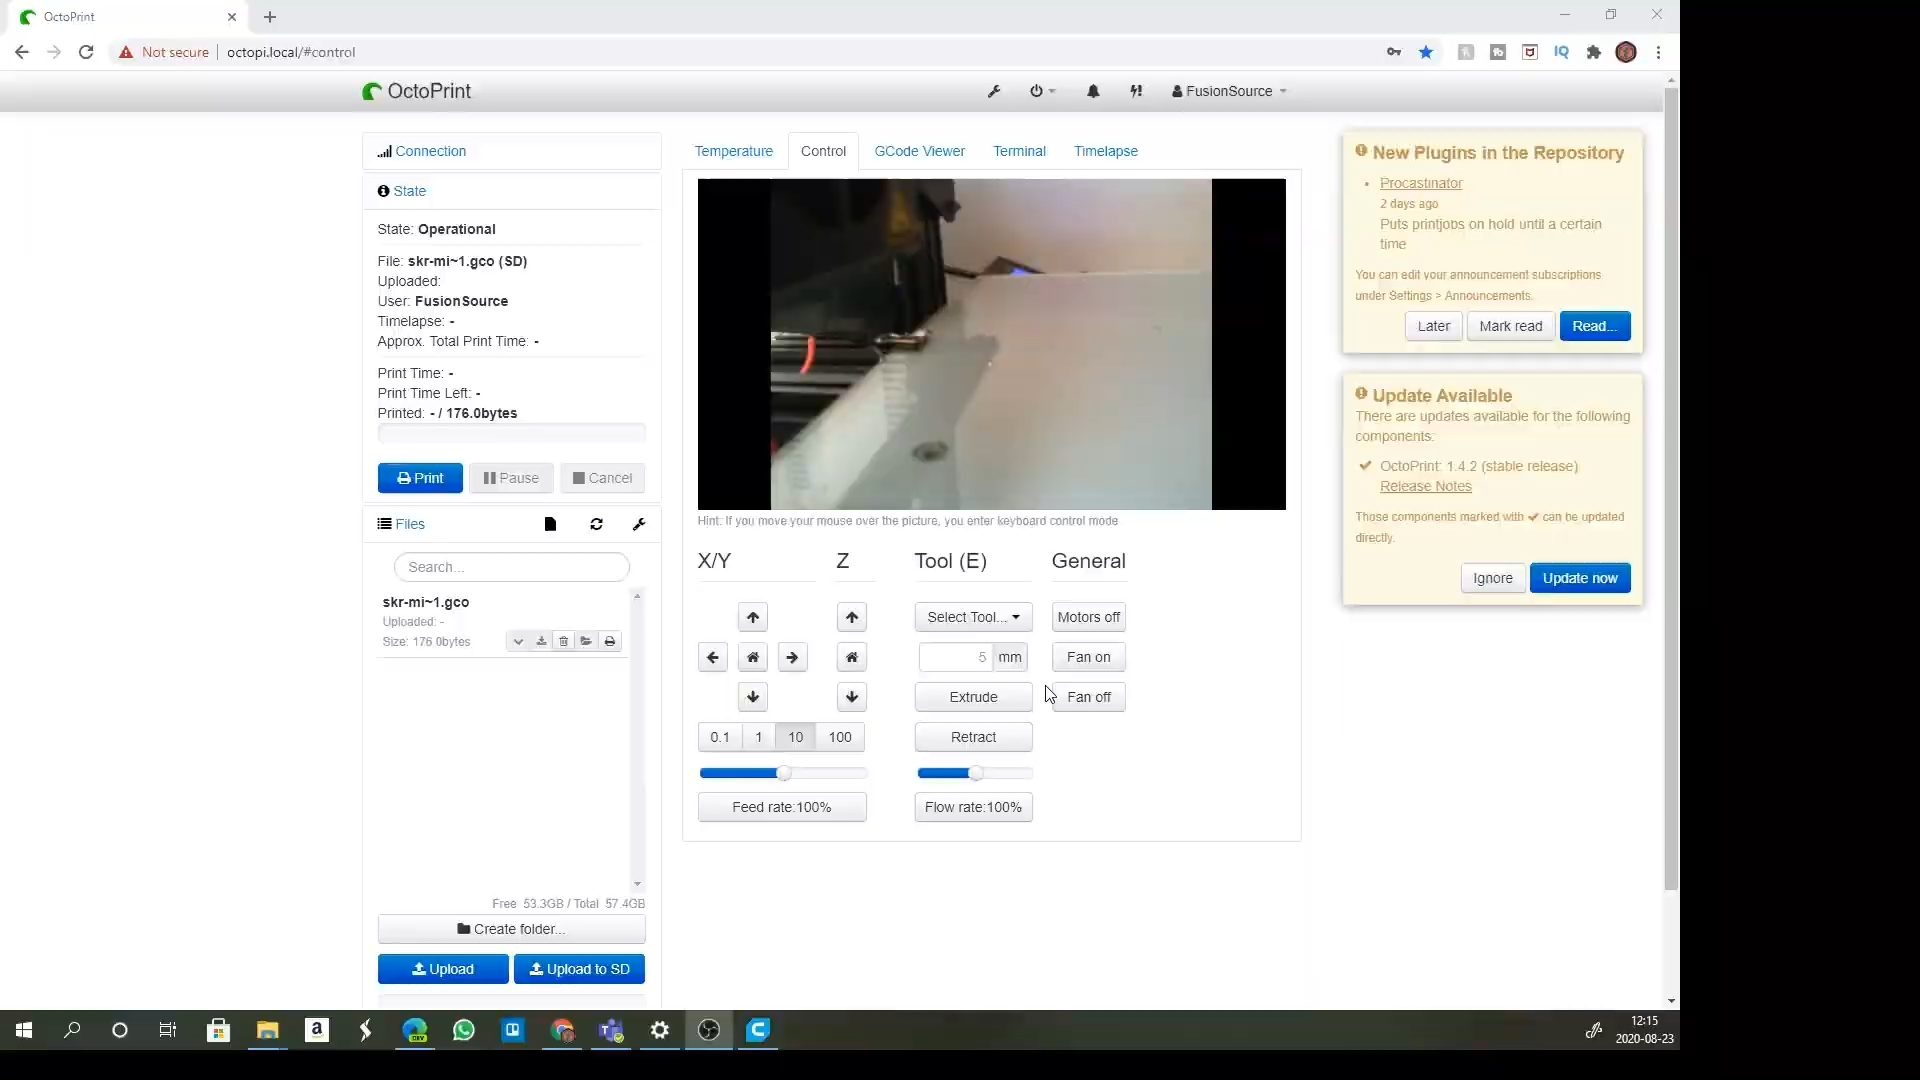 OctoPrint
Not secure
octopi.local/#control
IQ
OctoPrint
FusionSource
Connection
State
State: Operational
File: skr-mi~1.gco (SD)
Uploaded:
User: FusionSource
Timelapse: -
Approx. Total Print Time: -
Print Time: -
Print Time Left: -
Printed: - / 176.0bytes
Print
Pause
Cancel
Files
Search...
skr-mi~1.gco
Uploaded: -
Size: 176.0bytes
Free: 53.3GB / Total: 57.4GB
Create folder...
Upload
Upload to SD
Temperature
Control
GCode Viewer
Terminal
Timelapse
Hint: If you move your mouse over the picture, you enter keyboard control mode
X/Y
Z
Tool (E)
General
Select Tool...
Motors off
5 mm
Fan on
Extrude
Fan off
0.1
1
10
100
Retract
Feed rate:100%
Flow rate:100%
New Plugins in the Repository
Procastinator
2 days ago
Puts printjobs on hold until a certain
time
You can edit your announcement subscriptions
under Settings > Announcements.
Later
Mark read
Read...
Update Available
There are updates available for the following
components:
OctoPrint: 1.4.2 (stable release)
Release Notes
Those components marked with ✔ can be updated
directly.
Ignore
Update now
12:15
2020-08-23